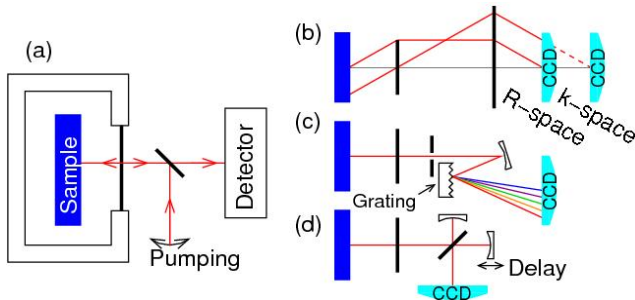 (a)
Sample
Detector
Pumping
(b)
CCD
CCD
R-space
k-space
(c)
Grating
CCD
(d)
Delay
CCD